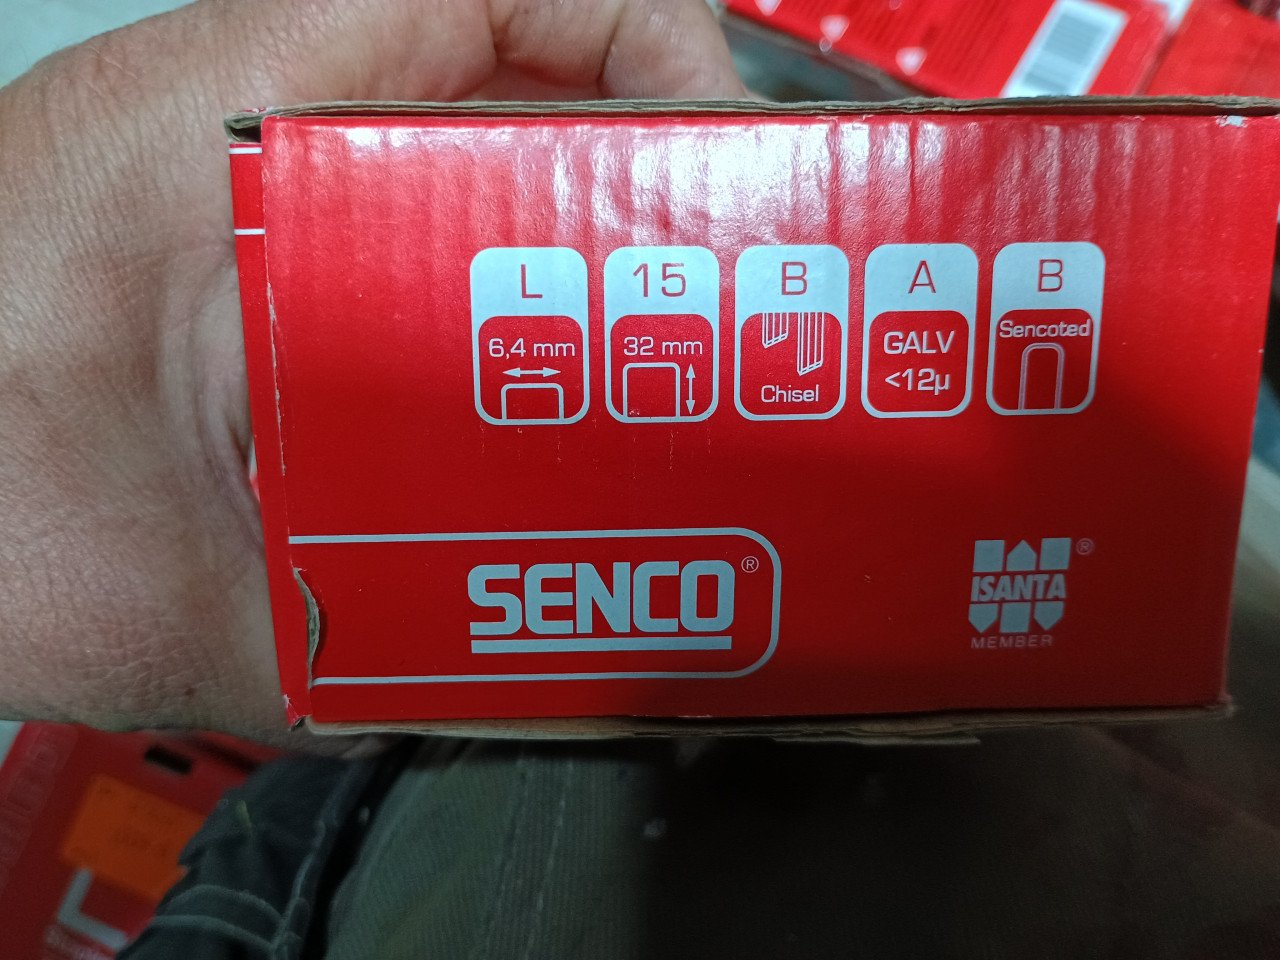 L 15 B A B
6,4 mm 32 mm Chisel GALV <12µ Sencoted
SENCO®
ISANTA®
MEMBER